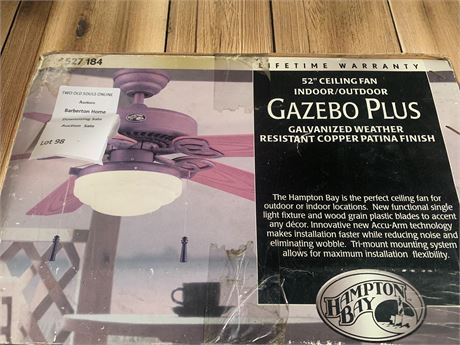 527 184
LIFETIME WARRANTY
52" CEILING FAN
INDOOR/OUTDOOR
GAZEBO PLUS
GALVANIZED WEATHER
RESISTANT COPPER PATINA FINISH
TWO OLD SOULS ONLINE
Auctions
Barberton Home
Downsizing Sale
Auction Sale
Lot 98
The Hampton Bay is the perfect ceiling fan for
outdoor or indoor locations. New functional single
light fixture and wood grain plastic blades to accent
any décor. Innovative new Accu-Arm technology
makes installation faster while reducing noise and
eliminating wobble. Tri-mount mounting system
allows for maximum installation flexibility.
HAMPTON
BAY